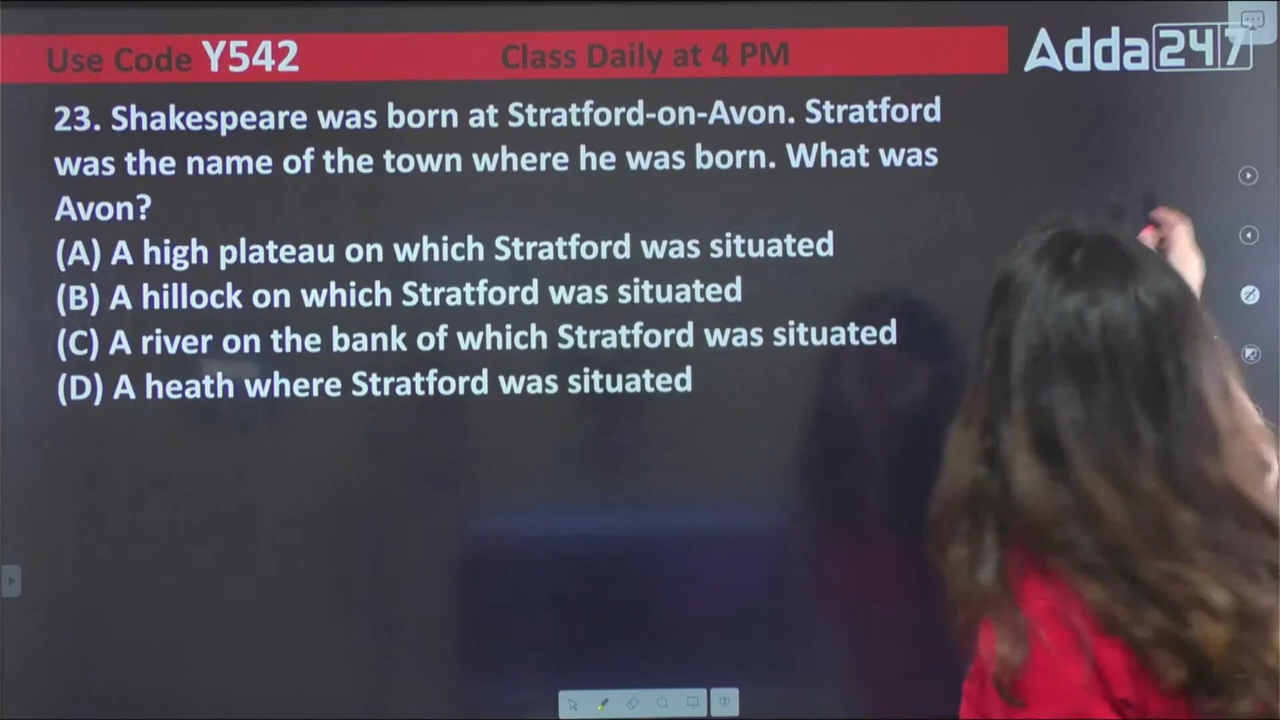 Use Code Y542 Class Daily at 4 PM Adda247
23. Shakespeare was born at Stratford-on-Avon. Stratford
was the name of the town where he was born. What was
Avon?
(A) A high plateau on which Stratford was situated
(B) A hillock on which Stratford was situated
(C) A river on the bank of which Stratford was situated
(D) A heath where Stratford was situated